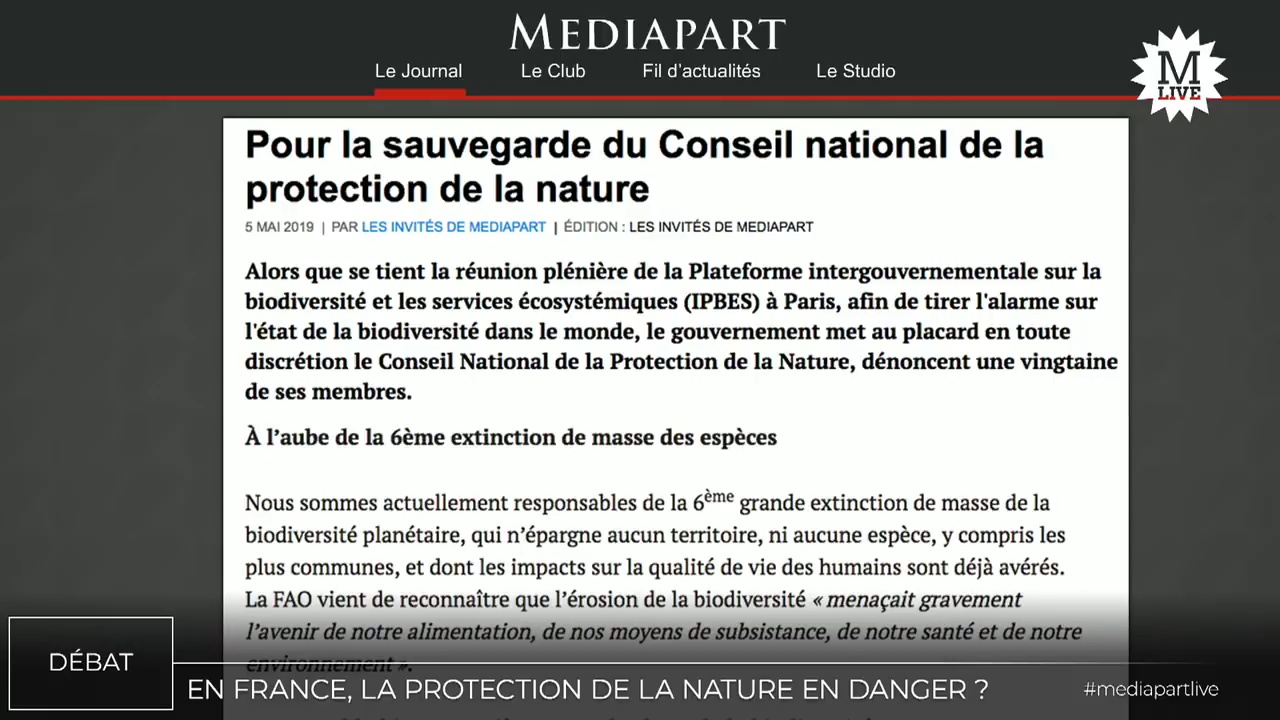 MEDIAPART
Le Journal Le Club Fil d'actualités Le Studio
M
LIVE
Pour la sauvegarde du Conseil national de la
protection de la nature
5 MAI 2019 | PAR LES INVITÉS DE MEDIAPART | ÉDITION : LES INVITÉS DE MEDIAPART
Alors que se tient la réunion plénière de la Plateforme intergouvernementale sur la
biodiversité et les services écosystémiques (IPBES) à Paris, afin de tirer l'alarme sur
l'état de la biodiversité dans le monde, le gouvernement met au placard en toute
discrétion le Conseil National de la Protection de la Nature, dénoncent une vingtaine
de ses membres.
À l’aube de la 6ème extinction de masse des espèces
Nous sommes actuellement responsables de la 6ème grande extinction de masse de la
biodiversité planétaire, qui n’épargne aucun territoire, ni aucune espèce, y compris les
plus communes, et dont les impacts sur la qualité de vie des humains sont déjà avérés.
La FAO vient de reconnaître que l’érosion de la biodiversité « menaçait gravement
l’avenir de notre alimentation, de nos moyens de subsistance, de notre santé et de notre
environnement ».
DÉBAT
EN FRANCE, LA PROTECTION DE LA NATURE EN DANGER ?
#mediapartlive